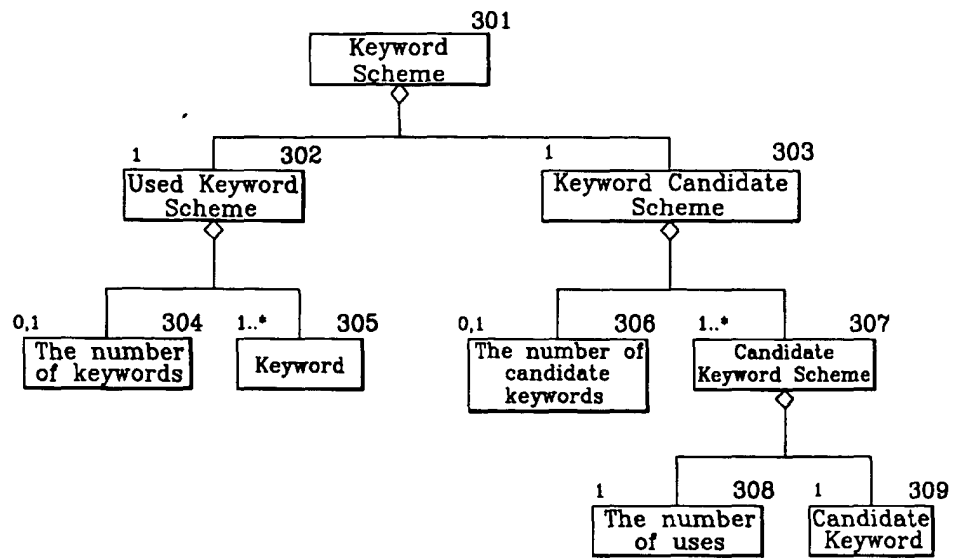 301
Keyword
Scheme
1 302
Used Keyword
Scheme
1 303
Keyword Candidate
Scheme
0,1 304
The number
of keywords
1..* 305
Keyword
0,1 306
The number of
candidate
keywords
1..* 307
Candidate
Keyword Scheme
1 308
The number
of uses
1 309
Candidate
Keyword